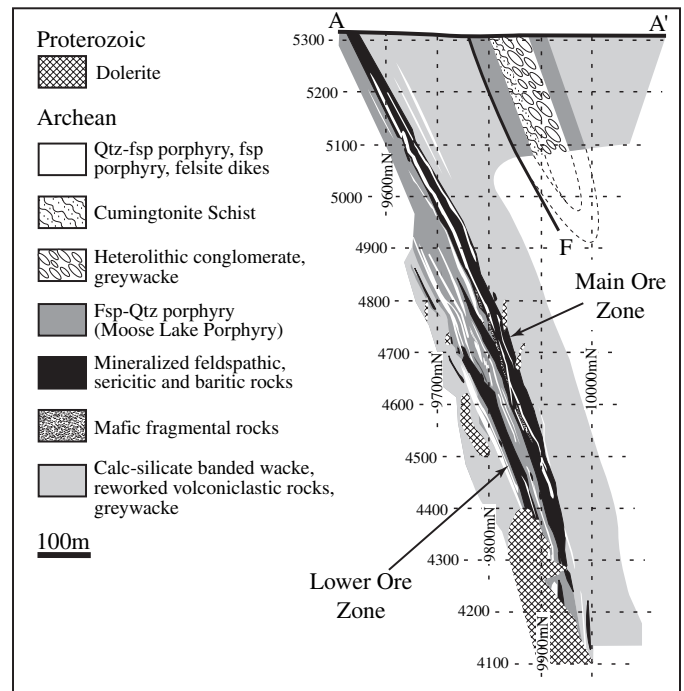 A
A'
Proterozoic
Dolerite
Archean
Qtz-fsp porphyry, fsp
porphyry, felsite dikes
Cumingtonite Schist
Heterolithic conglomerate,
greywacke
Fsp-Qtz porphyry
(Moose Lake Porphyry)
Mineralized feldspathic,
sericitic and baritic rocks
Mafic fragmental rocks
Calc-silicate banded wacke,
reworked volconiclastic rocks,
greywacke
100m
5300
5200
5100
5000
4900
4800
4700
4600
4500
4400
4300
4200
4100
9600mN
9700mN
9800mN
9900mN
10000mN
F
Main Ore
Zone
Lower Ore
Zone